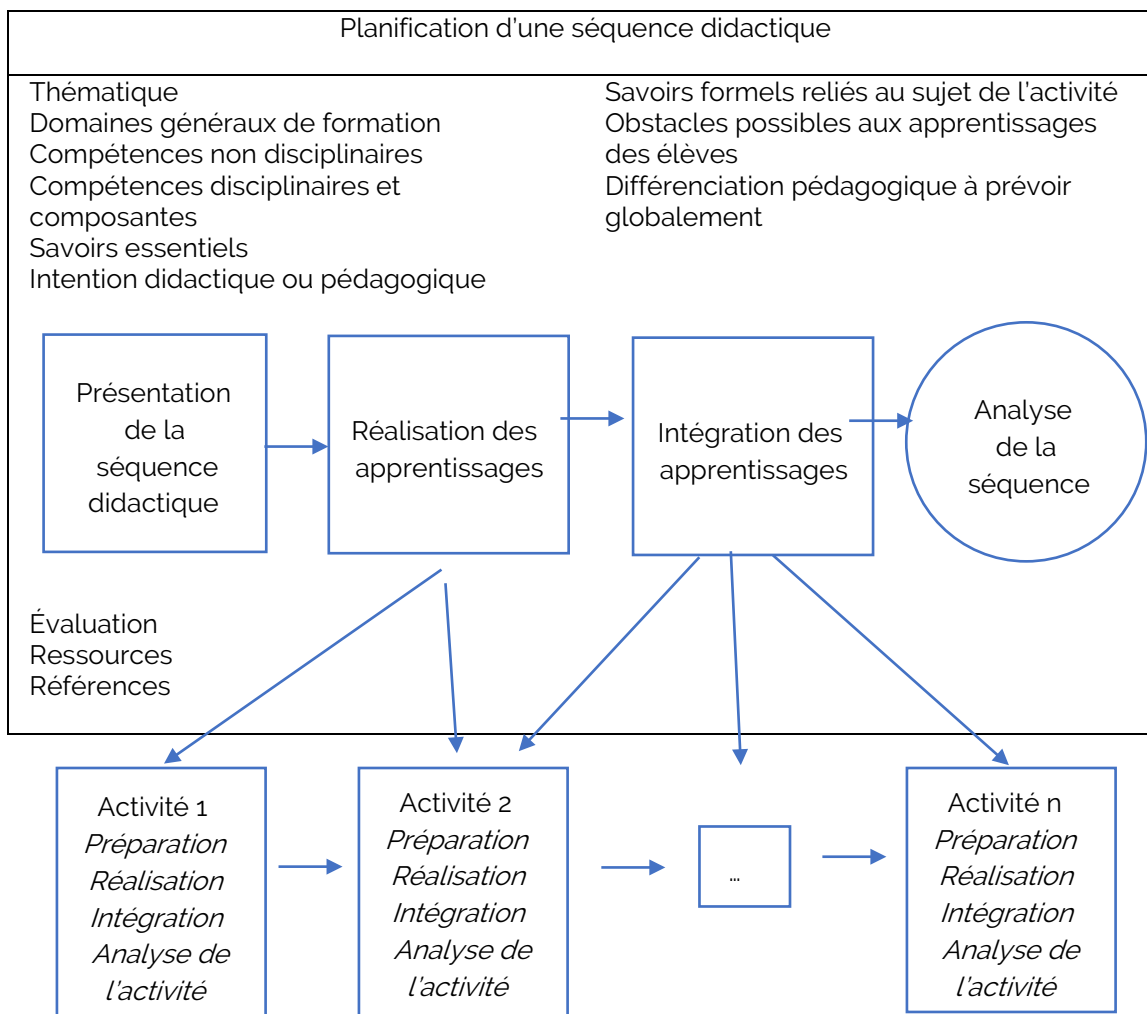 Planification d’une séquence didactique
Thématique
Domaines généraux de formation
Compétences non disciplinaires
Compétences disciplinaires et
composantes
Savoirs essentiels
Intention didactique ou pédagogique
Savoirs formels reliés au sujet de l’activité
Obstacles possibles aux apprentissages
des élèves
Différenciation pédagogique à prévoir
globalement
Présentation
de la
séquence
didactique
Réalisation des
apprentissages
Intégration des
apprentissages
Analyse
de la
séquence
Évaluation
Ressources
Références
Activité 1
Préparation
Réalisation
Intégration
Analyse de
l’activité
Activité 2
Préparation
Réalisation
Intégration
Analyse de
l’activité
…
Activité n
Préparation
Réalisation
Intégration
Analyse de
l’activité